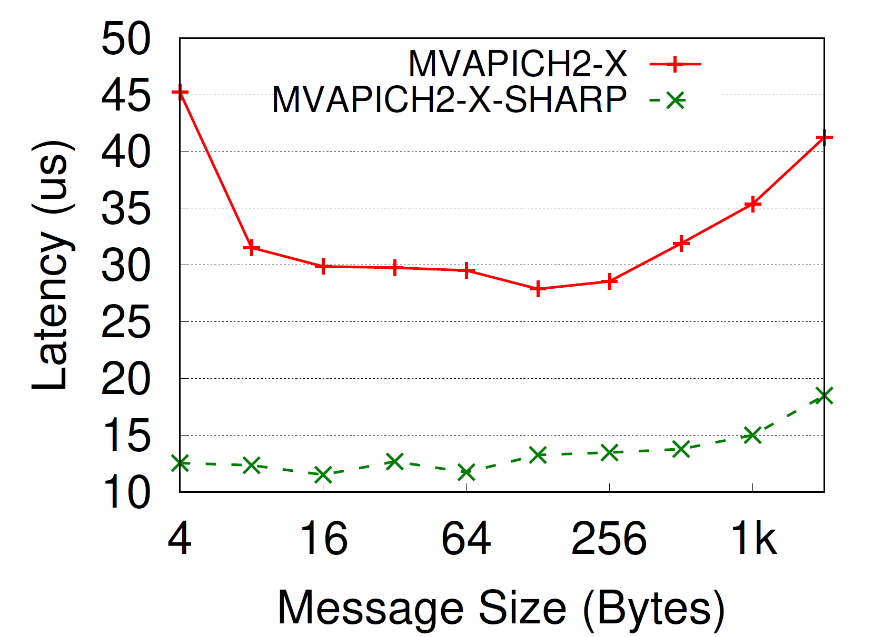 50
45
40
35
30
25
20
15
10
Latency (us)
MVAPICH2-X
MVAPICH2-X-SHARP
4 16 64 256 1k
Message Size (Bytes)